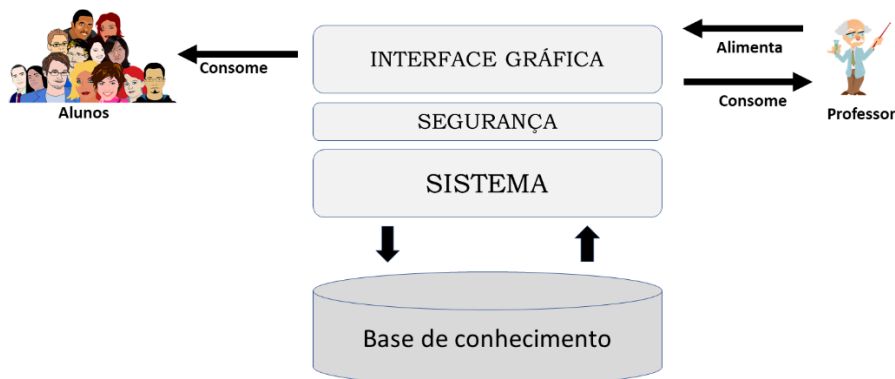 INTERFACE GRÁFICA
Alimenta
Consome
Consome
Alunos
Professor
SEGURANÇA
SISTEMA
Base de conhecimento